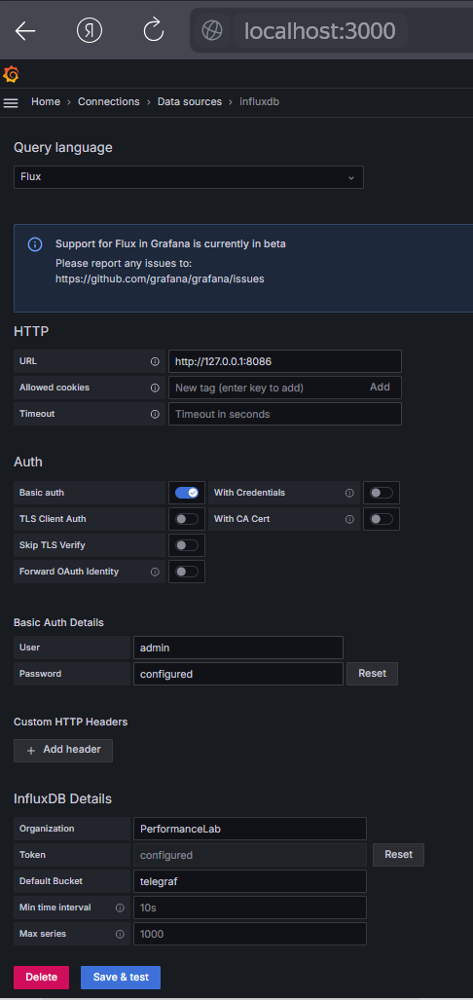 Я localhost:3000
Home › Connections › Data sources › influxdb
Query language
Flux
Support for Flux in Grafana is currently in beta
Please report any issues to:
https://github.com/grafana/grafana/issues
HTTP
URL http://127.0.0.1:8086
Allowed cookies New tag (enter key to add) Add
Timeout Timeout in seconds
Auth
Basic auth With Credentials
TLS Client Auth With CA Cert
Skip TLS Verify
Forward OAuth Identity
Basic Auth Details
User admin
Password configured Reset
Custom HTTP Headers
+ Add header
InfluxDB Details
Organization PerformanceLab
Token configured Reset
Default Bucket telegraf
Min time interval 10s
Max series 1000
Delete Save & test